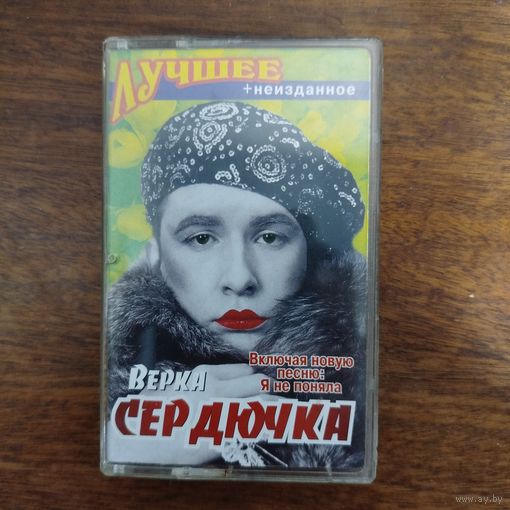 Лучшее
+неизданное
Включая новую
песню:
Я не поняла
Верка
Сердючка
www.ay.by